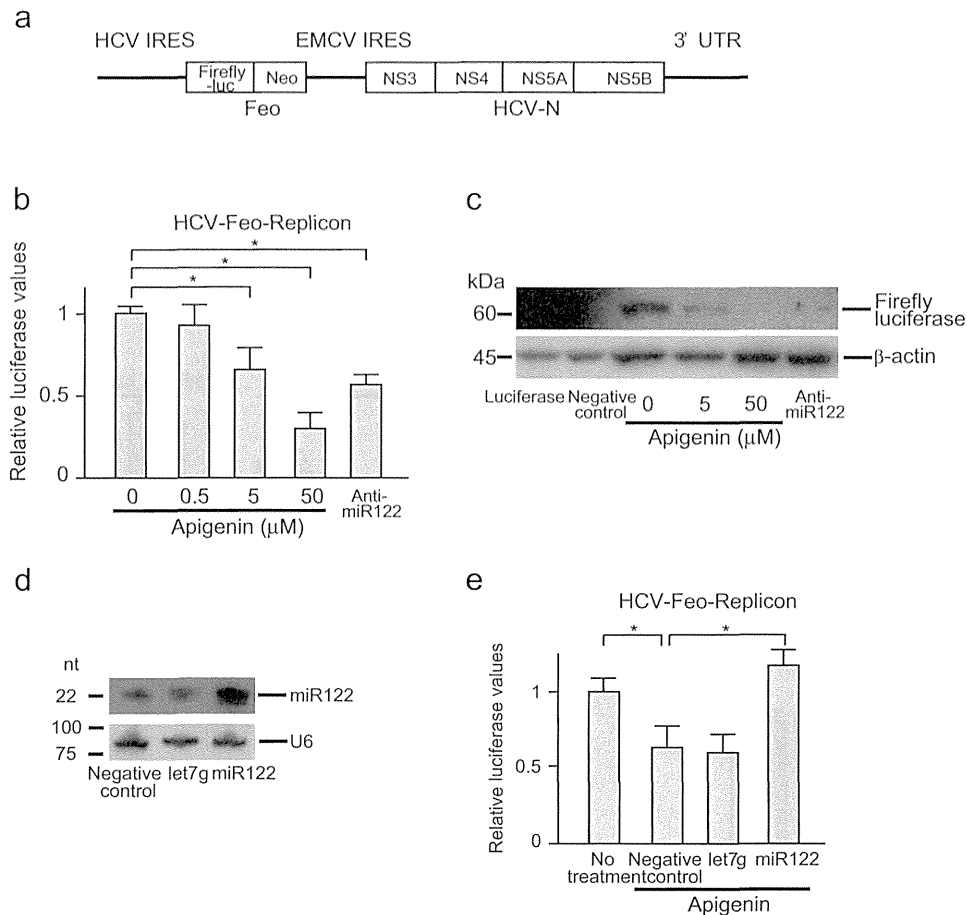 a
HCV IRES EMCV IRES 3' UTR
Firefly
-luc Neo NS3 NS4 NS5A NS5B
Feo HCV-N
b
HCV-Feo-Replicon
Relative luciferase values
* 
*
*
1
0.5
0
0 0.5 5 50 Anti-
miR122
Apigenin (μM)
c
kDa
60 Firefly
luciferase
45 β-actin
Luciferase Negative
control 0 5 50 Anti-
miR122
Apigenin (μM)
d
nt
22 miR122
100
75 U6
Negative
control let7g miR122
e
HCV-Feo-Replicon
Relative luciferase values
* *
1
0.5
0
No
treatment Negative
control let7g miR122
Apigenin